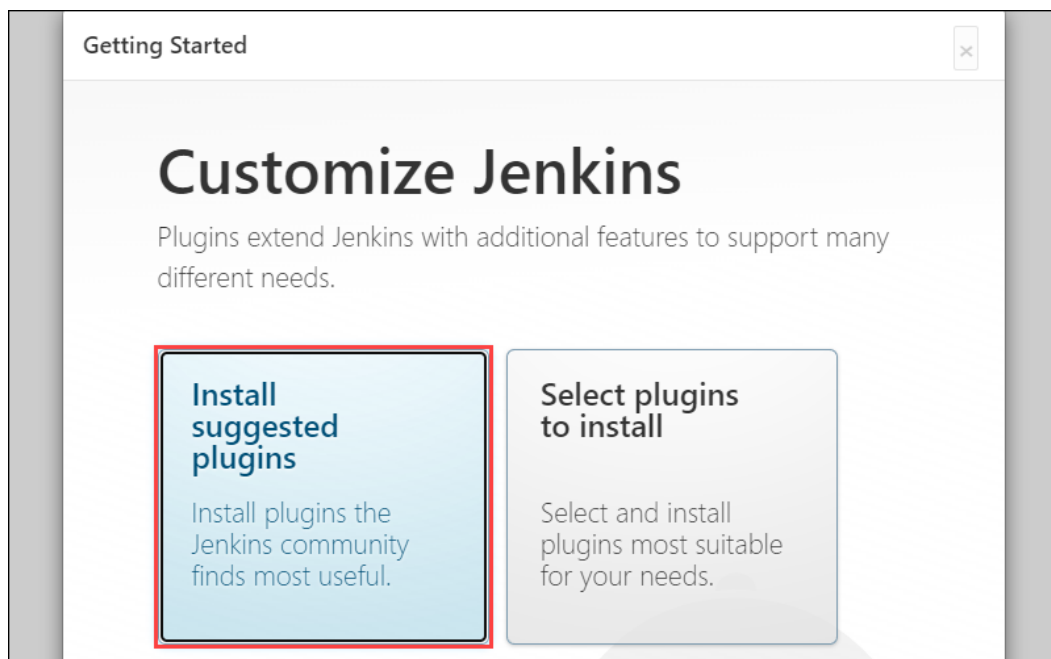 Getting Started
×
Customize Jenkins
Plugins extend Jenkins with additional features to support many
different needs.
Install
suggested
plugins
Install plugins the
Jenkins community
finds most useful.
Select plugins
to install
Select and install
plugins most suitable
for your needs.